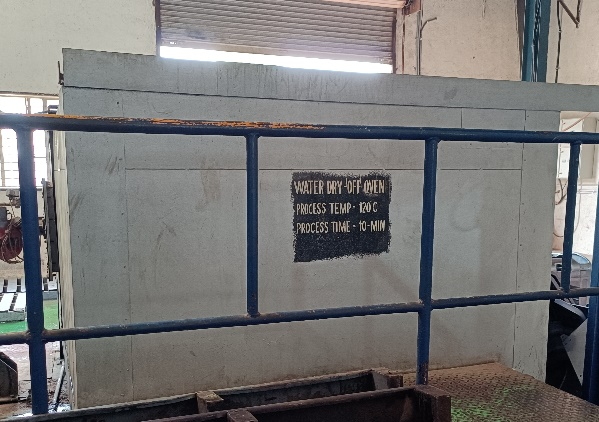 WATER DRY-OFF OVEN
PROCESS TEMP - 120 C
PROCESS TIME - 10-MIN